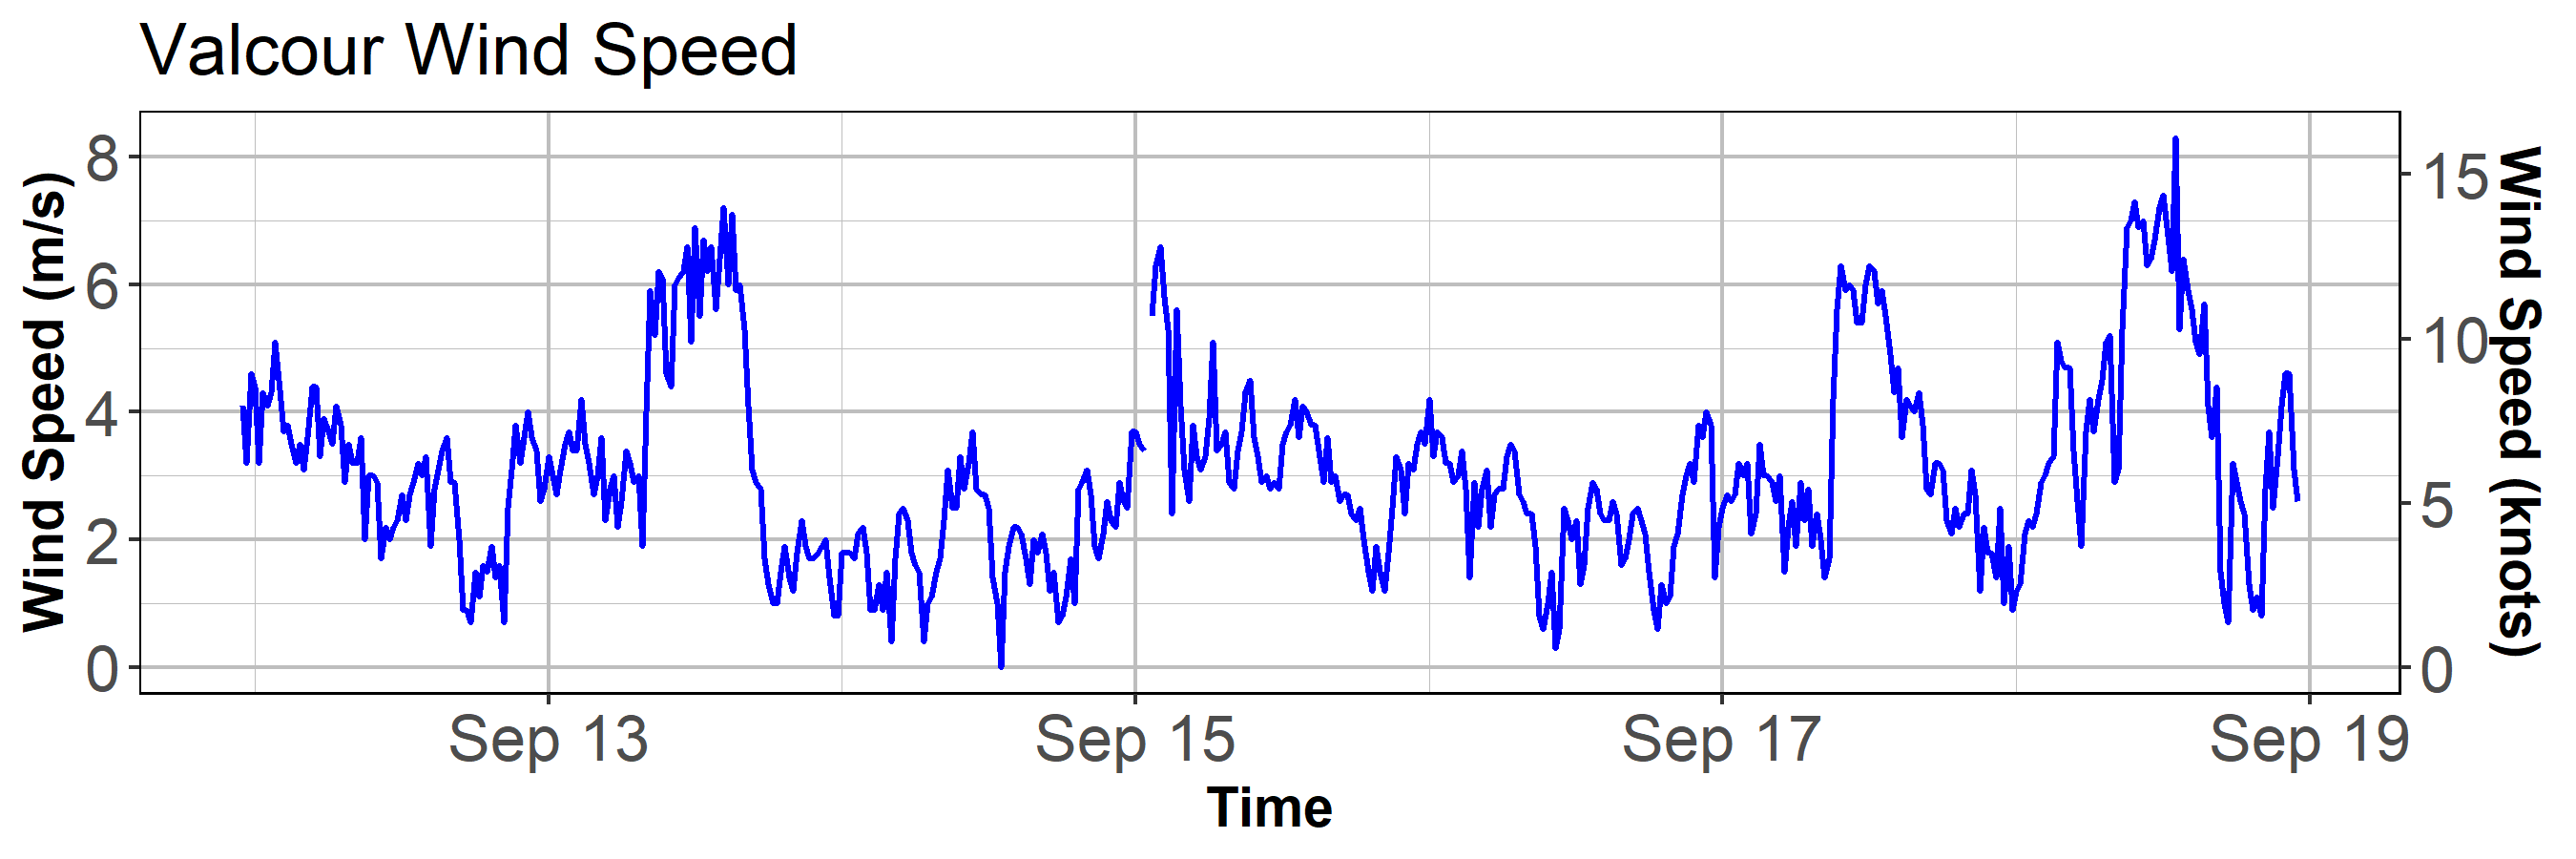 Valcour Wind Speed
Wind Speed (m/s)
8
6
4
2
0
15
10
5
0
Wind Speed (knots)
Sep 13
Sep 15
Sep 17
Sep 19
Time